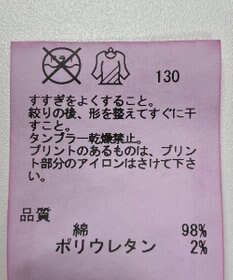 130
すすぎをよくすること。
絞りの後、形を整えてすぐに干
すこと。
タンブラー乾燥禁止。
プリントのあるものは、プリン
ト部分のアイロンはさけて下さ
い。
品質
綿 98%
ポリウレタン 2%